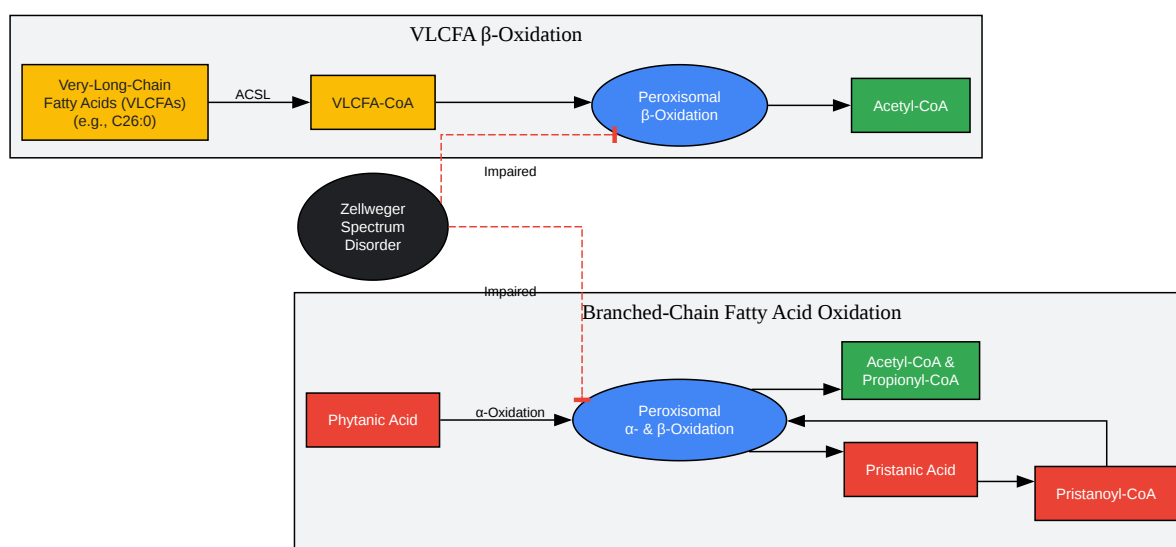 VLCFA β-Oxidation
Very-Long-Chain
Fatty Acids (VLCFAs)
(e.g., C26:0)
ACSL
VLCFA-CoA
Peroxisomal
β-Oxidation
Acetyl-CoA
Impaired
Zellweger
Spectrum
Disorder
Impaired
Branched-Chain Fatty Acid Oxidation
Acetyl-CoA &
Propionyl-CoA
Phytanic Acid
α-Oxidation
Peroxisomal
α- & β-Oxidation
Pristanic Acid
Pristanoyl-CoA